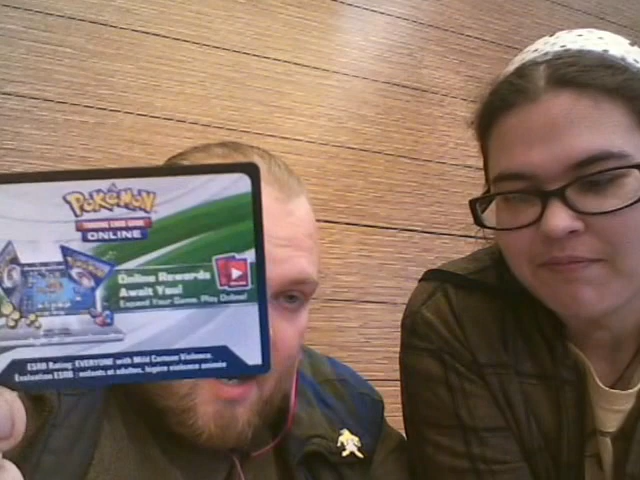 POKéMON
TRADING CARD GAME
ONLINE
Online Rewards
Await You!
Expand Your Game, Play Online!
ESRB Rating: EVERYONE with Mild Cartoon Violence.
Évaluation ESRB : enfants et adultes, légère violence animée